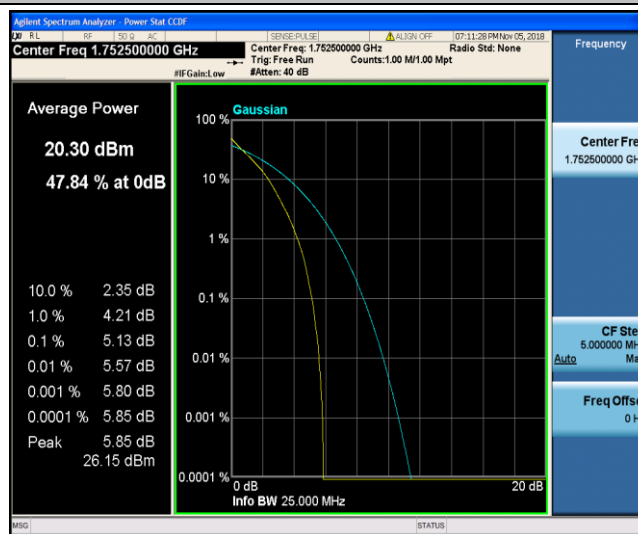 Agilent Spectrum Analyzer - Power Stat CCDF
RL RF 50 Ω AC SENSE:PULSE ALIGN OFF 07:11:28 PM Nov 05, 2018
Center Freq 1.752500000 GHz
Center Freq: 1.752500000 GHz Radio Std: None
Trig: Free Run Counts:1.00 M/1.00 Mpt
#IFGain:Low #Atten: 40 dB
Frequency
Average Power
20.30 dBm
47.84 % at 0dB
10.0 % 2.35 dB
1.0 % 4.21 dB
0.1 % 5.13 dB
0.01 % 5.57 dB
0.001 % 5.80 dB
0.0001 % 5.85 dB
Peak 5.85 dB
26.15 dBm
Gaussian
100 %
10 %
1 %
0.1 %
0.01 %
0.001 %
0.0001 %
0 dB 20 dB
Info BW 25.000 MHz
Center Fre
1.752500000 GH
CF Ste
5.000000 MH
Auto Ma
Freq Offs
0 H
MSG STATUS